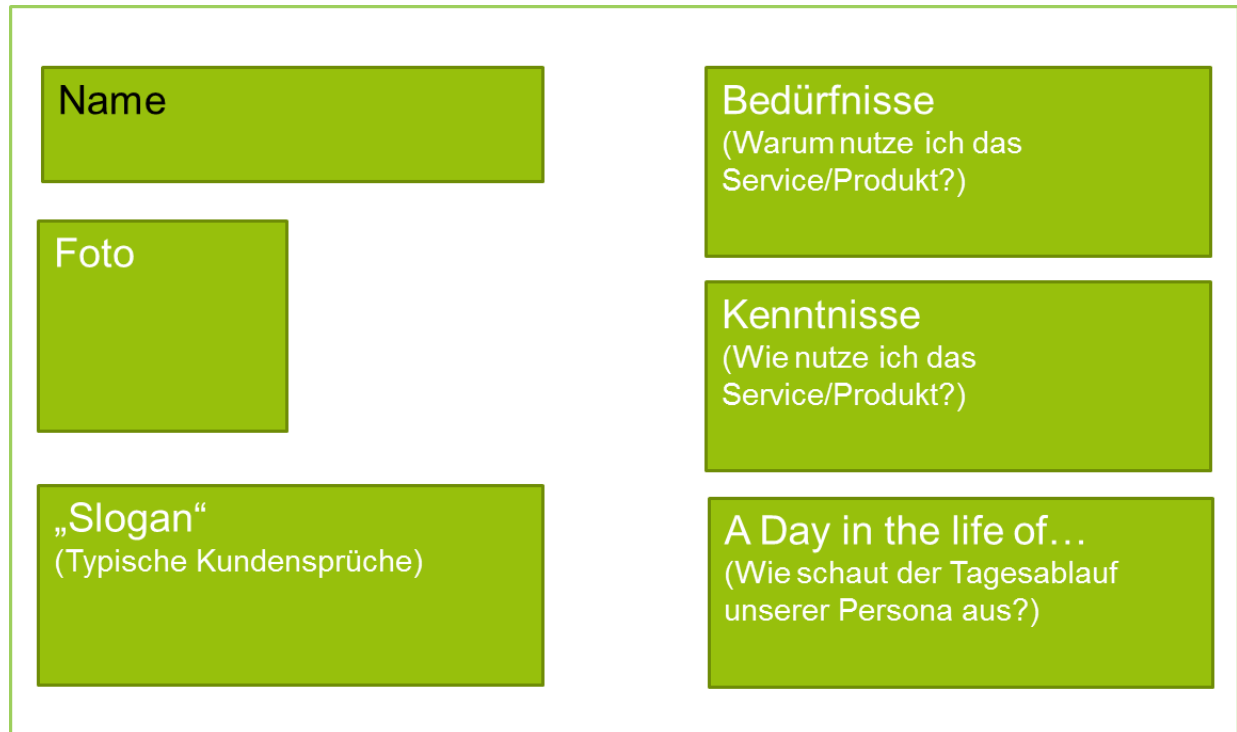 Name
Foto
„Slogan“
(Typische Kundensprüche)
Bedürfnisse
(Warum nutze ich das
Service/Produkt?)
Kenntnisse
(Wie nutze ich das
Service/Produkt?)
A Day in the life of…
(Wie schaut der Tagesablauf
unserer Persona aus?)